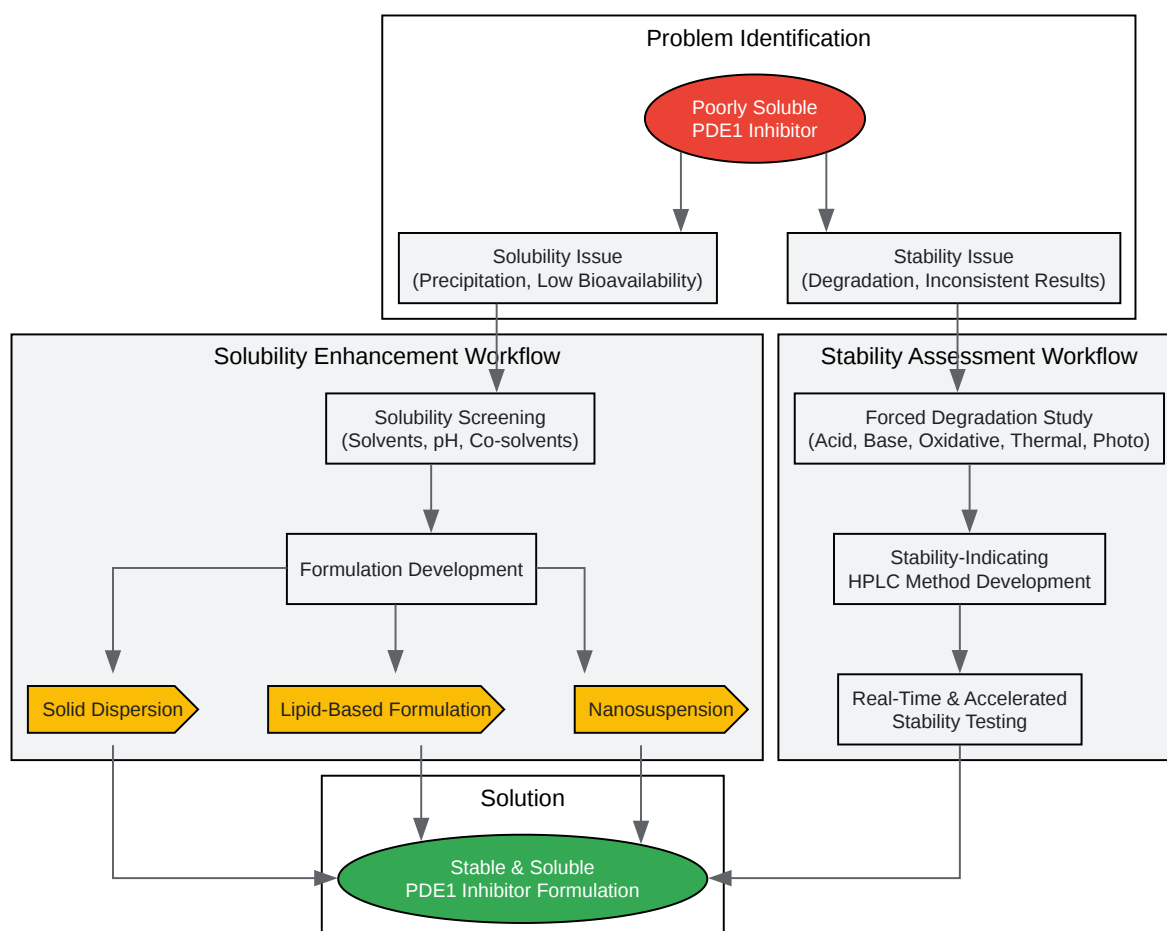 Problem Identification
Poorly Soluble
PDE1 Inhibitor
Solubility Issue
(Precipitation, Low Bioavailability)
Stability Issue
(Degradation, Inconsistent Results)
Solubility Enhancement Workflow
Solubility Screening
(Solvents, pH, Co-solvents)
Formulation Development
Solid Dispersion
Lipid-Based Formulation
Nanosuspension
Stability Assessment Workflow
Forced Degradation Study
(Acid, Base, Oxidative, Thermal, Photo)
Stability-Indicating
HPLC Method Development
Real-Time & Accelerated
Stability Testing
Solution
Stable & Soluble
PDE1 Inhibitor Formulation